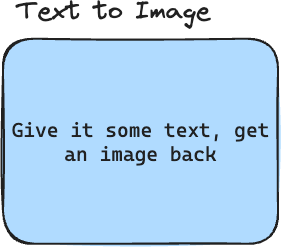 Text to Image
Give it some text, get
an image back